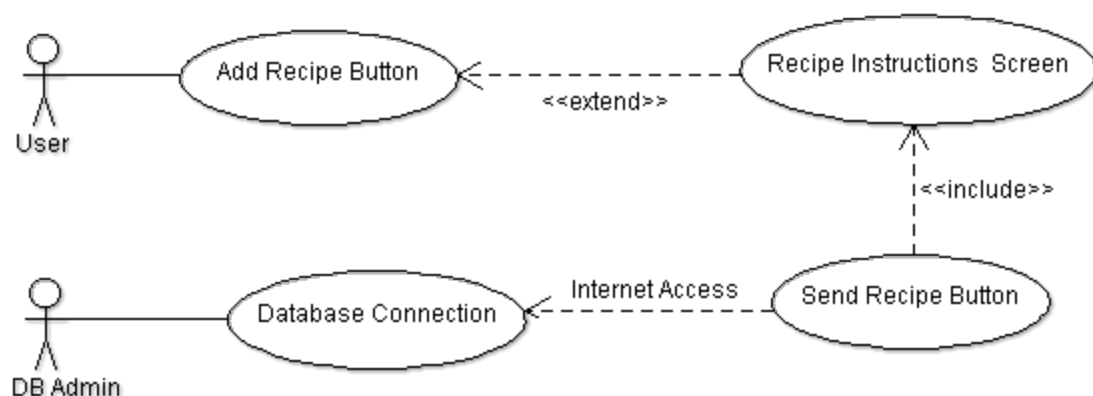 Add Recipe Button
Recipe Instructions Screen
<<extend>>
User
<<include>>
Internet Access
Send Recipe Button
Database Connection
DB Admin